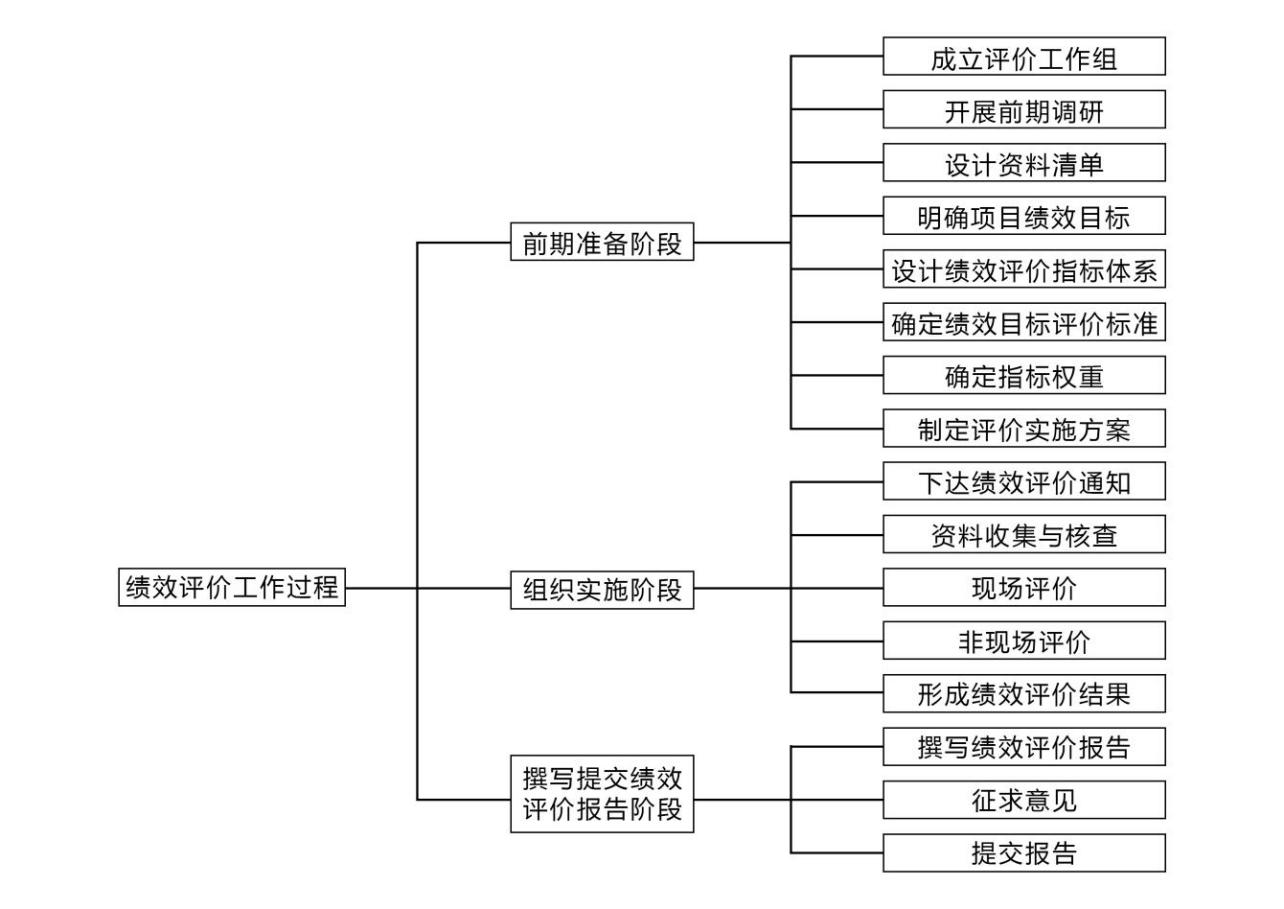 绩效评价工作过程
前期准备阶段
成立评价工作组
开展前期调研
设计资料清单
明确项目绩效目标
设计绩效评价指标体系
确定绩效目标评价标准
确定指标权重
制定评价实施方案
组织实施阶段
下达绩效评价通知
资料收集与核查
现场评价
非现场评价
形成绩效评价结果
撰写提交绩效
评价报告阶段
撰写绩效评价报告
征求意见
提交报告